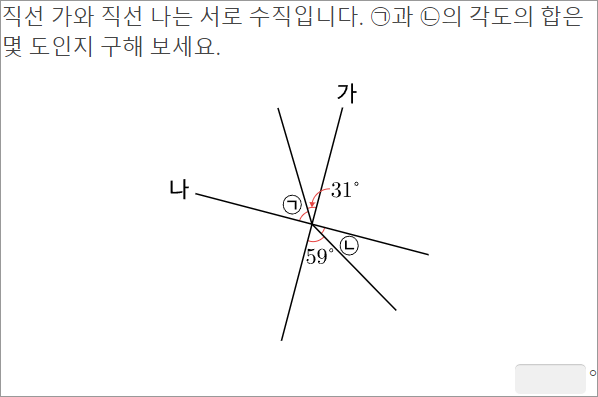 직선 가와 직선 나는 서로 수직입니다. ㉠과 ㉡의 각도의 합은
몇 도인지 구해 보세요.
가
나
31°
㉠
㉡
59°
°